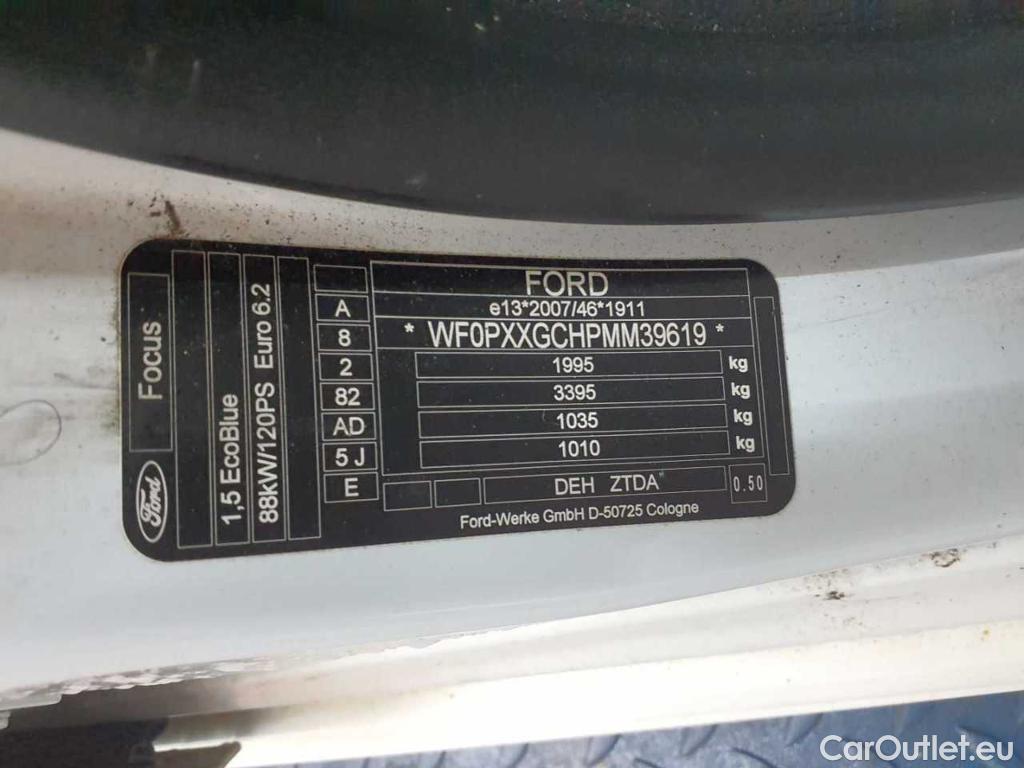 Focus
Ford
1,5 EcoBlue
88kW/120PS Euro 6.2
A
8
2
82
AD
5 J
E
FORD
e13*2007/46*1911
* WF0PXXGCHPMM39619 *
1995 kg
3395 kg
1035 kg
1010 kg
DEH ZTDA
0.50
Ford-Werke GmbH D-50725 Cologne
CarOutlet.eu